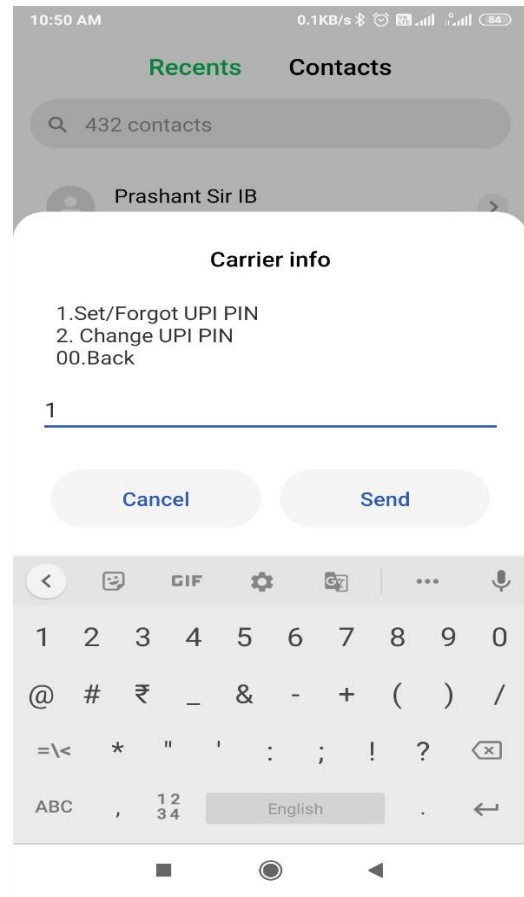 10:50 AM 0.1KB/s 84
Recents Contacts
432 contacts
Prashant Sir IB
Carrier info
1.Set/Forgot UPI PIN
2. Change UPI PIN
00.Back
1
Cancel Send
GIF
1 2 3 4 5 6 7 8 9 0
@ # ₹ _ & - + ( ) /
=\< * " ' : ; ! ?
ABC , 12 34 English .